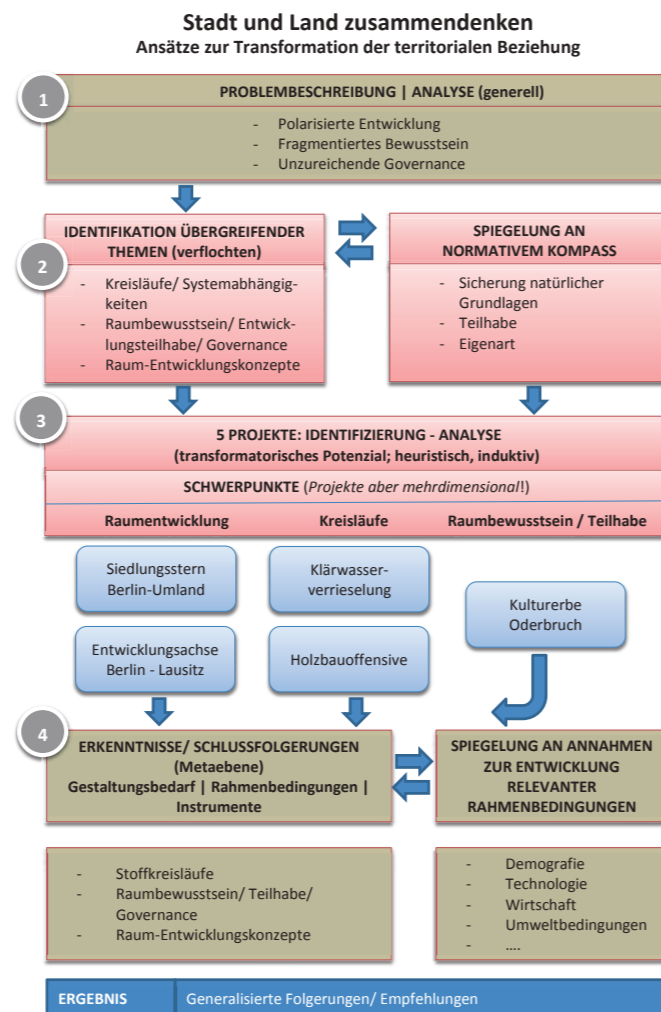 Stadt und Land zusammendenken
Ansätze zur Transformation der territorialen Beziehung
1
PROBLEMBESCHREIBUNG | ANALYSE (generell)
- Polarisierte Entwicklung
- Fragmentiertes Bewusstsein
- Unzureichende Governance
2
IDENTIFIKATION ÜBERGREIFENDER
THEMEN (verflochten)
- Kreisläufe/ Systemabhängig-
keiten
- Raumbewusstsein/ Entwick-
lungsteilhabe/ Governance
- Raum-Entwicklungskonzepte
SPIEGELUNG AN
NORMATIVEM KOMPASS
- Sicherung natürlicher
Grundlagen
- Teilhabe
- Eigenart
3
5 PROJEKTE: IDENTIFIZIERUNG - ANALYSE
(transformatorisches Potenzial; heuristisch, induktiv)
SCHWERPUNKTE (Projekte aber mehrdimensional!)
Raumentwicklung
Kreisläufe
Raumbewusstsein / Teilhabe
Siedlungsstern
Berlin-Umland
Klärwasser-
verrieselung
Kulturerbe
Oderbruch
Entwicklungsachse
Berlin - Lausitz
Holzbauoffensive
4
ERKENNTNISSE/ SCHLUSSFOLGERUNGEN
(Metaebene)
Gestaltungsbedarf | Rahmenbedingungen |
Instrumente
SPIEGELUNG AN ANNAHMEN
ZUR ENTWICKLUNG
RELEVANTER
RAHMENBEDINGUNGEN
- Stoffkreisläufe
- Raumbewusstsein/ Teilhabe/
Governance
- Raum-Entwicklungskonzepte
- Demografie
- Technologie
- Wirtschaft
- Umweltbedingungen
- ....
ERGEBNIS
Generalisierte Folgerungen/ Empfehlungen